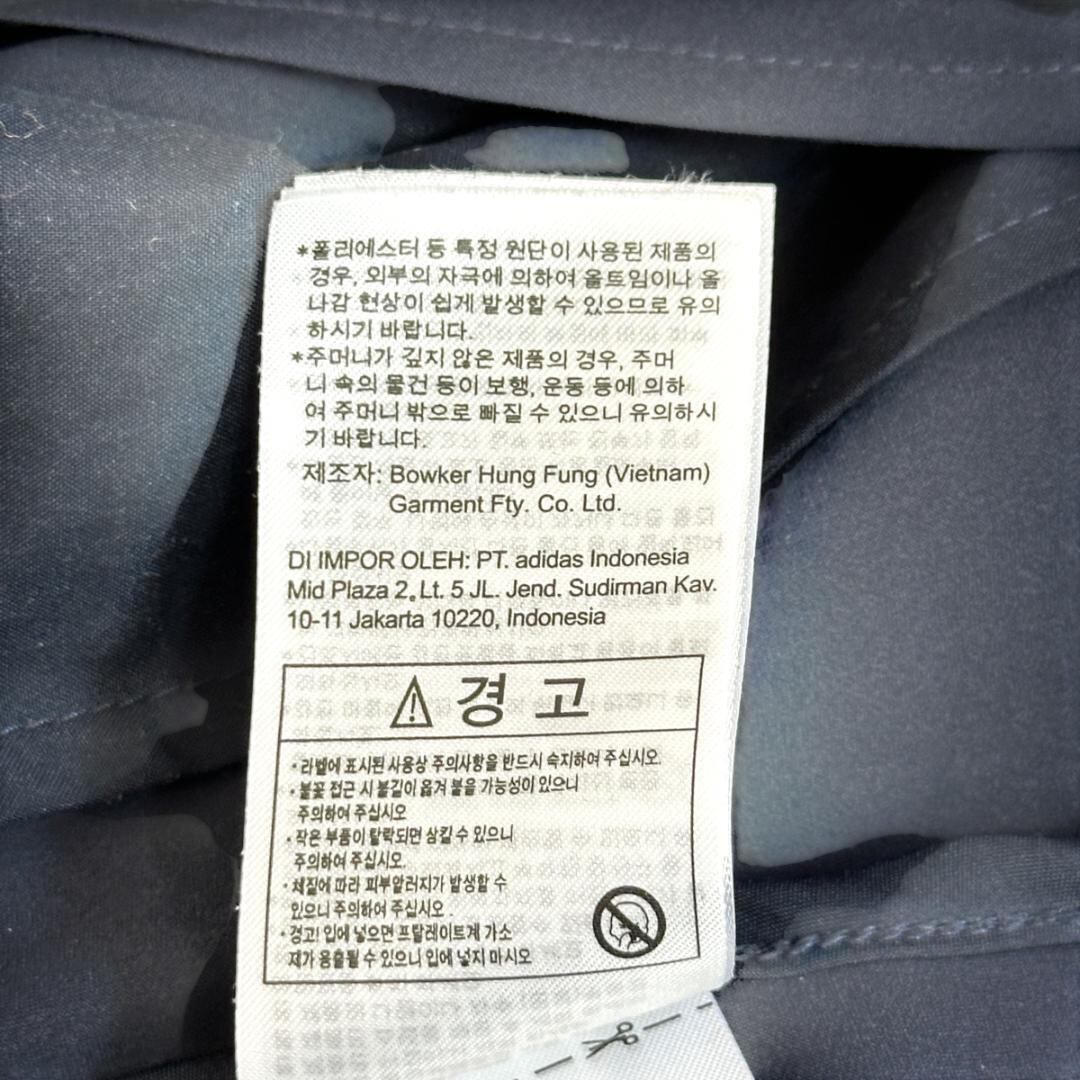 *폴리에스터 등 특정 원단이 사용된 제품의
경우, 외부의 자극에 의하여 올트임이나 올
나감 현상이 쉽게 발생할 수 있으므로 유의
하시기 바랍니다.
*주머니가 깊지 않은 제품의 경우, 주머
니 속의 물건 등이 보행, 운동 등에 의하
여 주머니 밖으로 빠질 수 있으니 유의하시
기 바랍니다.
제조자: Bowker Hung Fung (Vietnam)
Garment Fty. Co. Ltd.
DI IMPOR OLEH: PT. adidas Indonesia
Mid Plaza 2, Lt. 5 JL. Jend. Sudirman Kav.
10-11 Jakarta 10220, Indonesia
경 고
• 라벨에 표시된 사용상 주의사항을 반드시 숙지하여 주십시오.
• 불꽃 접근 시 불길이 옮겨 붙을 가능성이 있으니
주의하여 주십시오
• 작은 부품이 탈락되면 삼킬 수 있으니
주의하여 주십시오.
• 체질에 따라 피부알러지가 발생할 수
있으니 주의하여 주십시오 .
• 경고! 입에 넣으면 프탈레이트계 가소
제가 용출될 수 있으니 입에 넣지 마시오